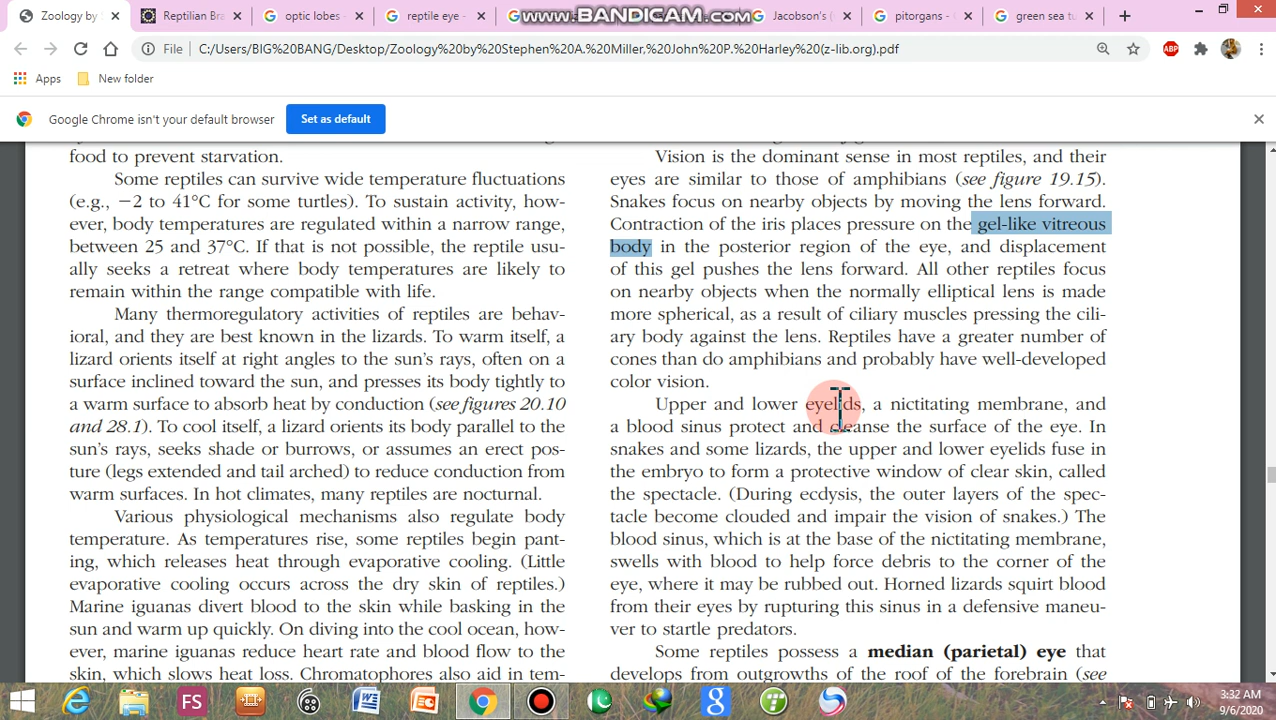 Zoology by S
Reptilian Bra
optic lobes -
reptile eye -
WWW.BANDICAM.COM
Jacobson's (
pitorgans -
green sea tu
File
C:/Users/BIG%20BANG/Desktop/Zoology%20by%20Stephen%20A.%20Miller,%20John%20P.%20Harley%20(z-lib.org).pdf
ABP
Apps
New folder
Google Chrome isn't your default browser
Set as default
food to prevent starvation.
Some reptiles can survive wide temperature fluctuations
(e.g., −2 to 41°C for some turtles). To sustain activity, how-
ever, body temperatures are regulated within a narrow range,
between 25 and 37°C. If that is not possible, the reptile usu-
ally seeks a retreat where body temperatures are likely to
remain within the range compatible with life.
Many thermoregulatory activities of reptiles are behav-
ioral, and they are best known in the lizards. To warm itself, a
lizard orients itself at right angles to the sun's rays, often on a
surface inclined toward the sun, and presses its body tightly to
a warm surface to absorb heat by conduction (see figures 20.10
and 28.1). To cool itself, a lizard orients its body parallel to the
sun's rays, seeks shade or burrows, or assumes an erect pos-
ture (legs extended and tail arched) to reduce conduction from
warm surfaces. In hot climates, many reptiles are nocturnal.
Various physiological mechanisms also regulate body
temperature. As temperatures rise, some reptiles begin pant-
ing, which releases heat through evaporative cooling. (Little
evaporative cooling occurs across the dry skin of reptiles.)
Marine iguanas divert blood to the skin while basking in the
sun and warm up quickly. On diving into the cool ocean, how-
ever, marine iguanas reduce heart rate and blood flow to the
skin, which slows heat loss. Chromatophores also aid in tem-
Vision is the dominant sense in most reptiles, and their
eyes are similar to those of amphibians (see figure 19.15).
Snakes focus on nearby objects by moving the lens forward.
Contraction of the iris places pressure on the gel-like vitreous
body in the posterior region of the eye, and displacement
of this gel pushes the lens forward. All other reptiles focus
on nearby objects when the normally elliptical lens is made
more spherical, as a result of ciliary muscles pressing the cili-
ary body against the lens. Reptiles have a greater number of
cones than do amphibians and probably have well-developed
color vision.
Upper and lower eyelids, a nictitating membrane, and
a blood sinus protect and cleanse the surface of the eye. In
snakes and some lizards, the upper and lower eyelids fuse in
the embryo to form a protective window of clear skin, called
the spectacle. (During ecdysis, the outer layers of the spec-
tacle become clouded and impair the vision of snakes.) The
blood sinus, which is at the base of the nictitating membrane,
swells with blood to help force debris to the corner of the
eye, where it may be rubbed out. Horned lizards squirt blood
from their eyes by rupturing this sinus in a defensive maneu-
ver to startle predators.
Some reptiles possess a median (parietal) eye that
develops from outgrowths of the roof of the forebrain (see
FS
3:32 AM
9/6/2020